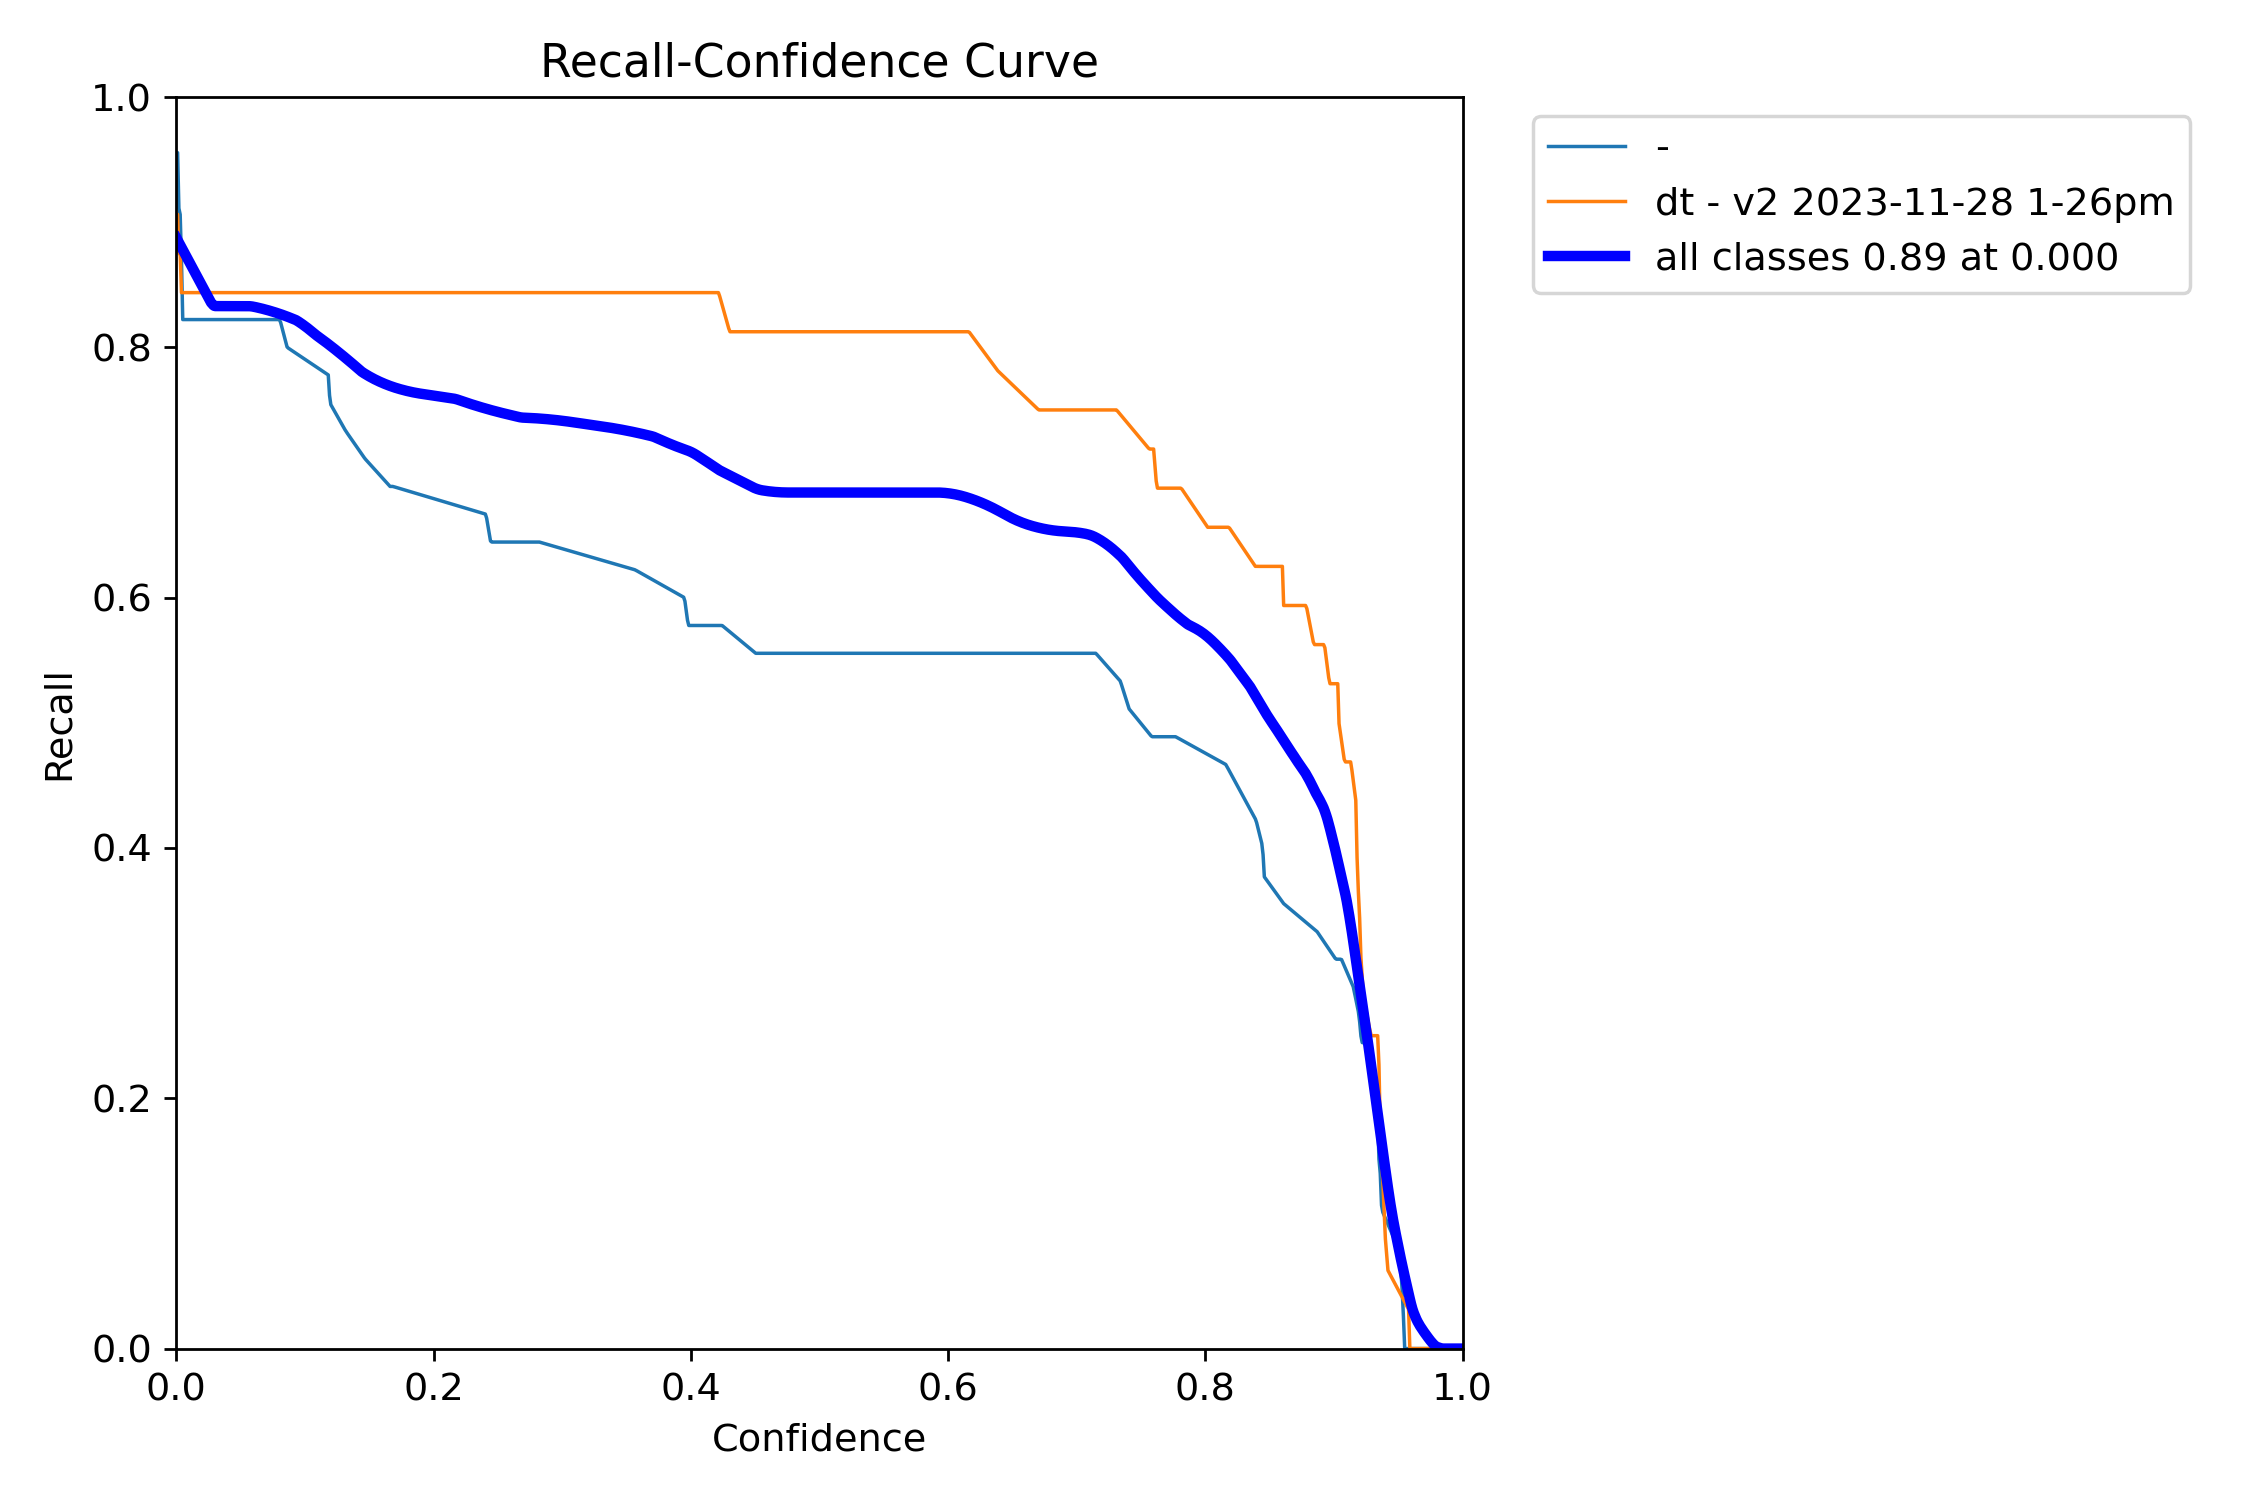 Recall-Confidence Curve
1.0
0.8
0.6
0.4
0.2
0.0
Recall
0.0 0.2 0.4 0.6 0.8 1.0
Confidence
-
dt - v2 2023-11-28 1-26pm
all classes 0.89 at 0.000